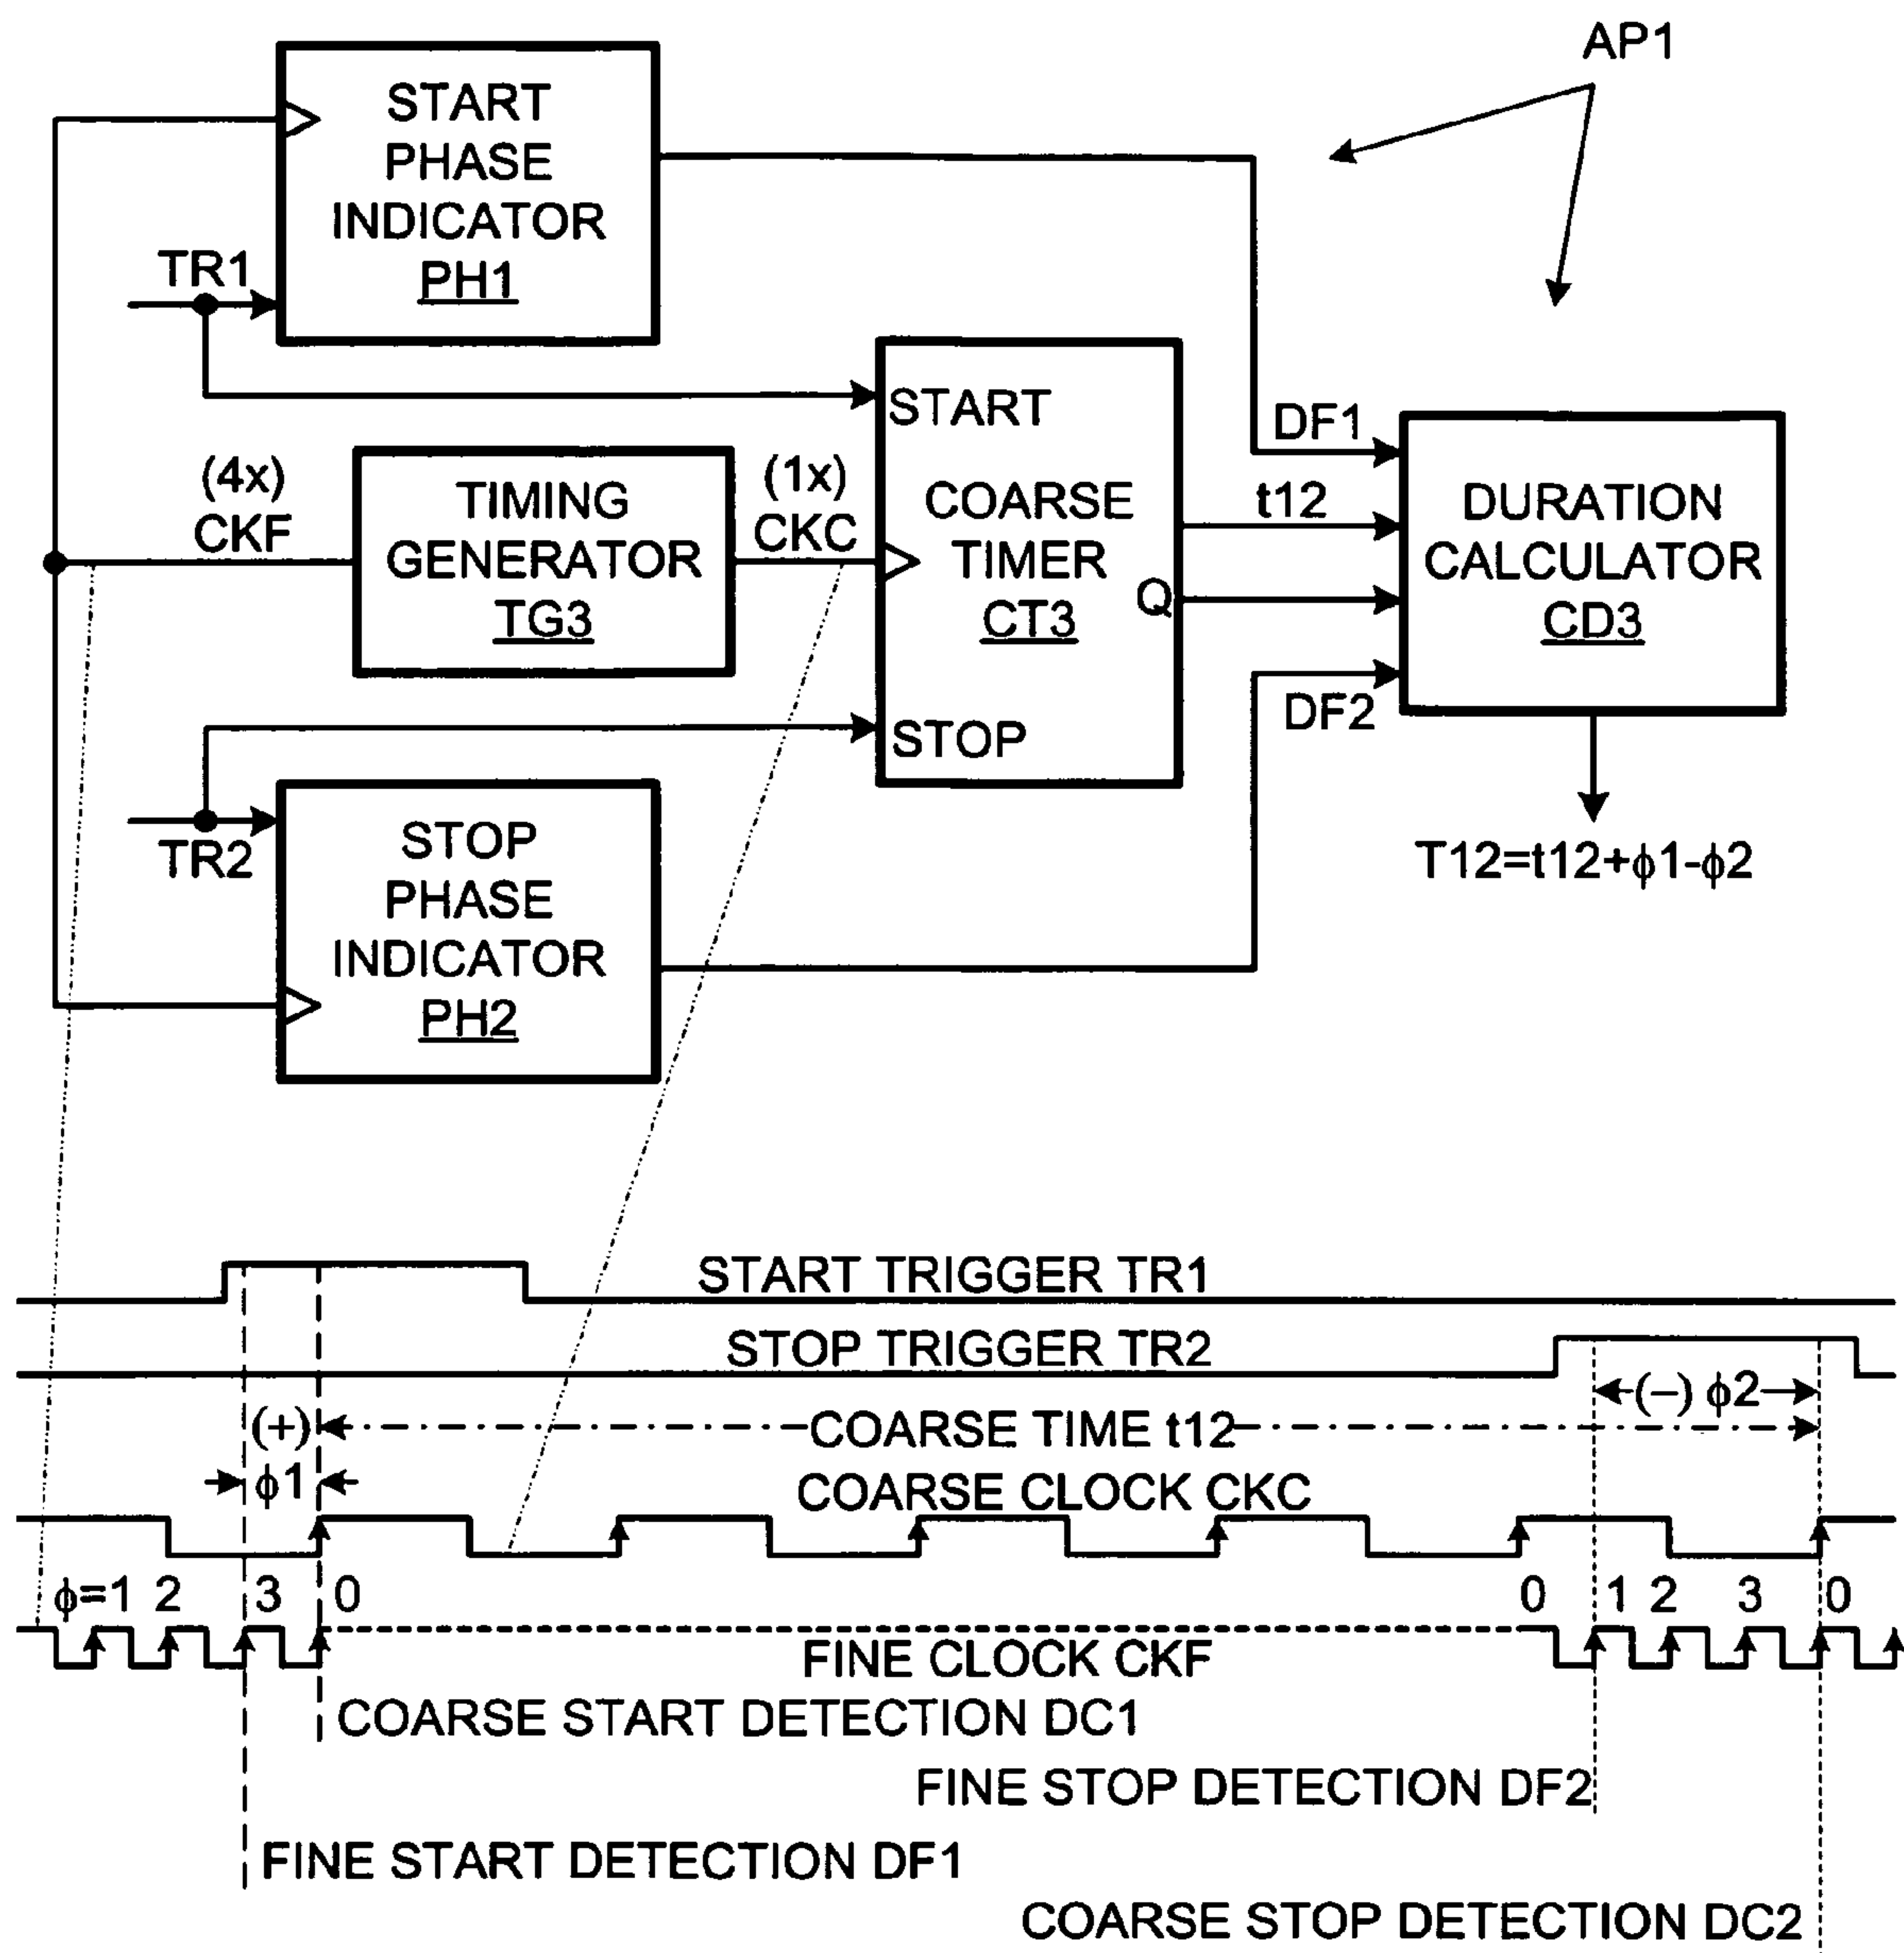 AP1
START
PHASE
INDICATOR
PH1
TR1
START
DF1
(4x)
CKF
TIMING
GENERATOR
TG3
(1x)
CKC
COARSE
TIMER
CT3
Q
t12
DURATION
CALCULATOR
CD3
STOP
DF2
TR2
STOP
PHASE
INDICATOR
PH2
T12=t12+ϕ1-ϕ2
START TRIGGER TR1
STOP TRIGGER TR2
(+)
COARSE TIME t12
(–) ϕ2
ϕ1
COARSE CLOCK CKC
ϕ=1 2 3 0 0 1 2 3 0
FINE CLOCK CKF
COARSE START DETECTION DC1
FINE STOP DETECTION DF2
FINE START DETECTION DF1
COARSE STOP DETECTION DC2